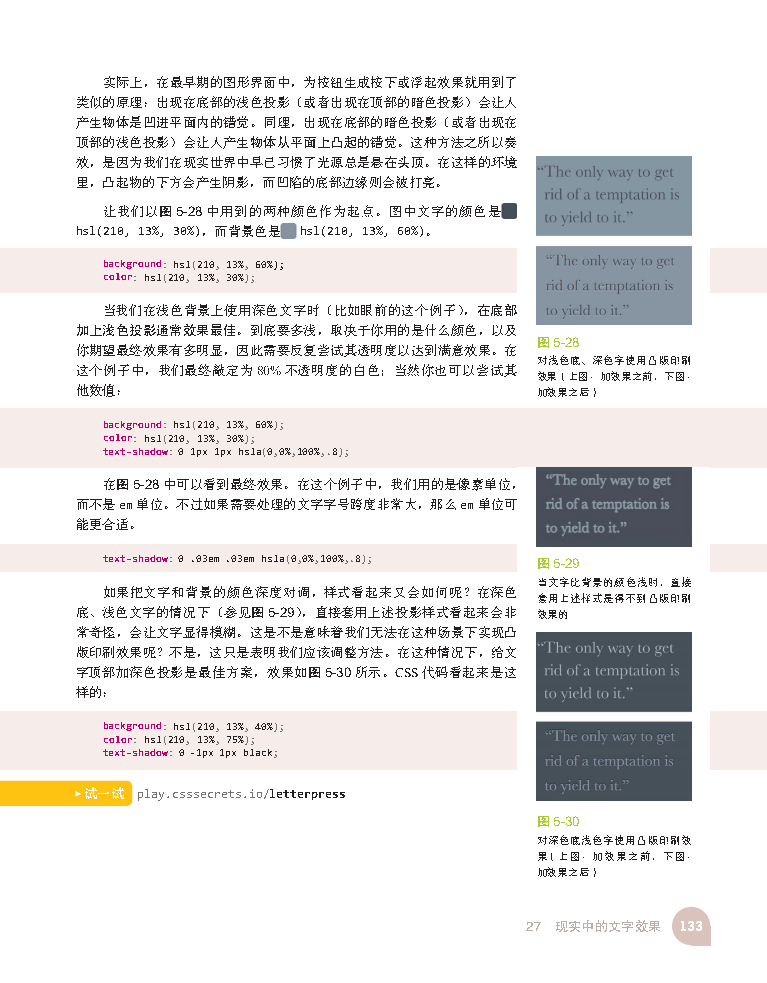 实际上，在最早期的图形界面中，为按钮生成按下或浮起效果就用到了
类似的原理：出现在底部的浅色投影（或者出现在顶部的暗色投影）会让人
产生物体是凹进平面内的错觉。同理，出现在底部的暗色投影（或者出现在
顶部的浅色投影）会让人产生物体从平面上凸起的错觉。这种方法之所以奏
效，是因为我们在现实世界中早已习惯了光源总是悬在头顶。在这样的环境
里，凸起物的下方会产生阴影，而凹陷的底部边缘则会被打亮。
让我们以图 5-28 中用到的两种颜色作为起点。图中文字的颜色是
hsl(210, 13%, 30%)，而背景色是 hsl(210, 13%, 60%)。
background: hsl(210, 13%, 60%);
color: hsl(210, 13%, 30%);
当我们在浅色背景上使用深色文字时（比如眼前的这个例子），在底部
加上浅色投影通常效果最佳。到底要多浅，取决于你用的是什么颜色，以及
你期望最终效果有多明显，因此需要反复尝试其透明度以达到满意效果。在
这个例子中，我们最终敲定为 80% 不透明度的白色；当然你也可以尝试其
他数值：
background: hsl(210, 13%, 60%);
color: hsl(210, 13%, 30%);
text-shadow: 0 1px 1px hsla(0,0%,100%,.8);
在图 5-28 中可以看到最终效果。在这个例子中，我们用的是像素单位，
而不是 em 单位。不过如果需要处理的文字字号跨度非常大，那么 em 单位可
能更合适。
text-shadow: 0 .03em .03em hsla(0,0%,100%,.8);
如果把文字和背景的颜色深度对调，样式看起来又会如何呢？在深色
底、浅色文字的情况下（参见图 5-29），直接套用上述投影样式看起来会非
常奇怪，会让文字显得模糊。这是不是意味着我们无法在这种场景下实现凸
版印刷效果呢？不是，这只是表明我们应该调整方法。在这种情况下，给文
字顶部加深色投影是最佳方案，效果如图 5-30 所示。CSS 代码看起来是这
样的：
background: hsl(210, 13%, 40%);
color: hsl(210, 13%, 75%);
text-shadow: 0 -1px 1px black;
▶ 试一试 play.csssecrets.io/letterpress
“The only way to get
rid of a temptation is
to yield to it.”
“The only way to get
rid of a temptation is
to yield to it.”
图 5-28
对浅色底、深色字使用凸版印刷
效果（上图：加效果之前，下图：
加效果之后）
“The only way to get
rid of a temptation is
to yield to it.”
图 5-29
当文字比背景的颜色浅时，直接
套用上述样式是得不到凸版印刷
效果的
“The only way to get
rid of a temptation is
to yield to it.”
“The only way to get
rid of a temptation is
to yield to it.”
图 5-30
对深色底浅色字使用凸版印刷效
果（上图：加效果之前，下图：
加效果之后）
27 现实中的文字效果 133